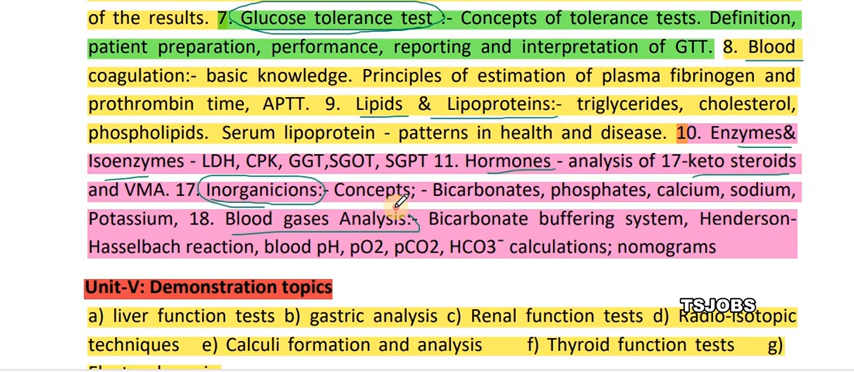 of the results. 7. Glucose tolerance test :- Concepts of tolerance tests. Definition,
patient preparation, performance, reporting and interpretation of GTT. 8. Blood
coagulation:- basic knowledge. Principles of estimation of plasma fibrinogen and
prothrombin time, APTT. 9. Lipids & Lipoproteins:- triglycerides, cholesterol,
phospholipids. Serum lipoprotein - patterns in health and disease. 10. Enzymes&
Isoenzymes - LDH, CPK, GGT,SGOT, SGPT 11. Hormones - analysis of 17-keto steroids
and VMA. 17. Inorganicions:- Concepts; - Bicarbonates, phosphates, calcium, sodium,
Potassium, 18. Blood gases Analysis:- Bicarbonate buffering system, Henderson-
Hasselbach reaction, blood pH, pO2, pCO2, HCO3⁻ calculations; nomograms
Unit-V: Demonstration topics
TSJOBS
a) liver function tests b) gastric analysis c) Renal function tests d) Radio-isotopic
techniques e) Calculi formation and analysis f) Thyroid function tests g)